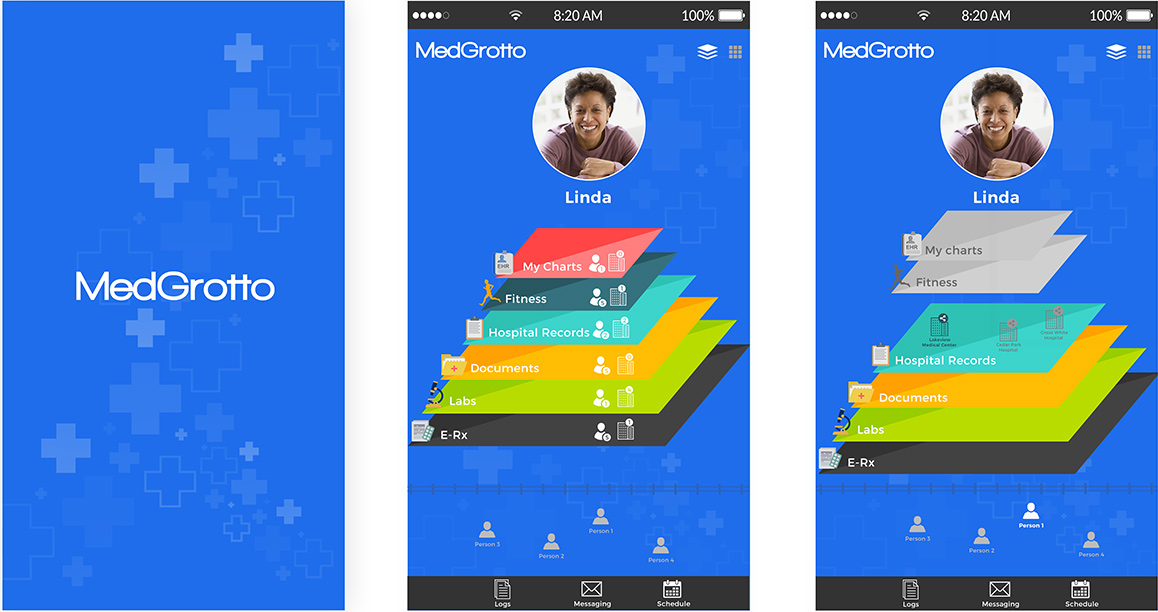 MedGrotto
8:20 AM
100%
MedGrotto
Linda
EHR
My Charts
Fitness
Hospital Records
Documents
Labs
E-Rx
Person 3
Person 2
Person 1
Person 4
Logs
Messaging
Schedule
8:20 AM
100%
MedGrotto
Linda
EHR
My charts
Fitness
Lakeview
Medical Center
Cedar Park
Hospital
Great White
Hospital
Hospital Records
Documents
Labs
E-Rx
Person 3
Person 2
Person 1
Person 4
Logs
Messaging
Schedule